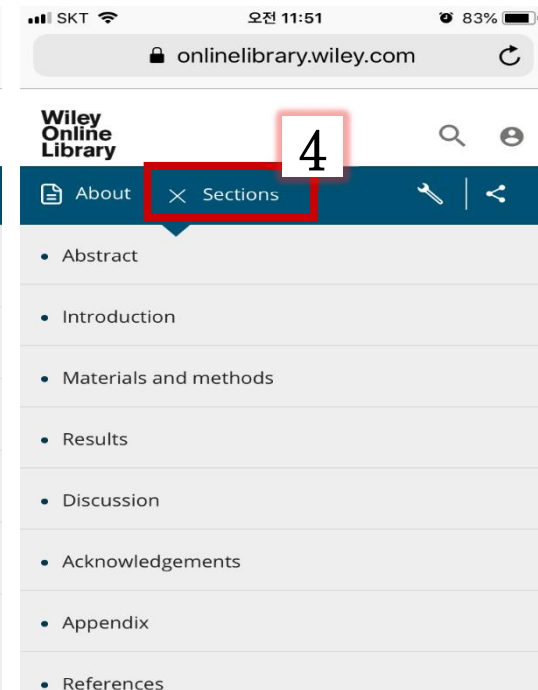 SKT 오전 11:51 83%
onlinelibrary.wiley.com
Wiley
Online
Library
4
About Sections
Abstract
Introduction
Materials and methods
Results
Discussion
Acknowledgements
Appendix
References